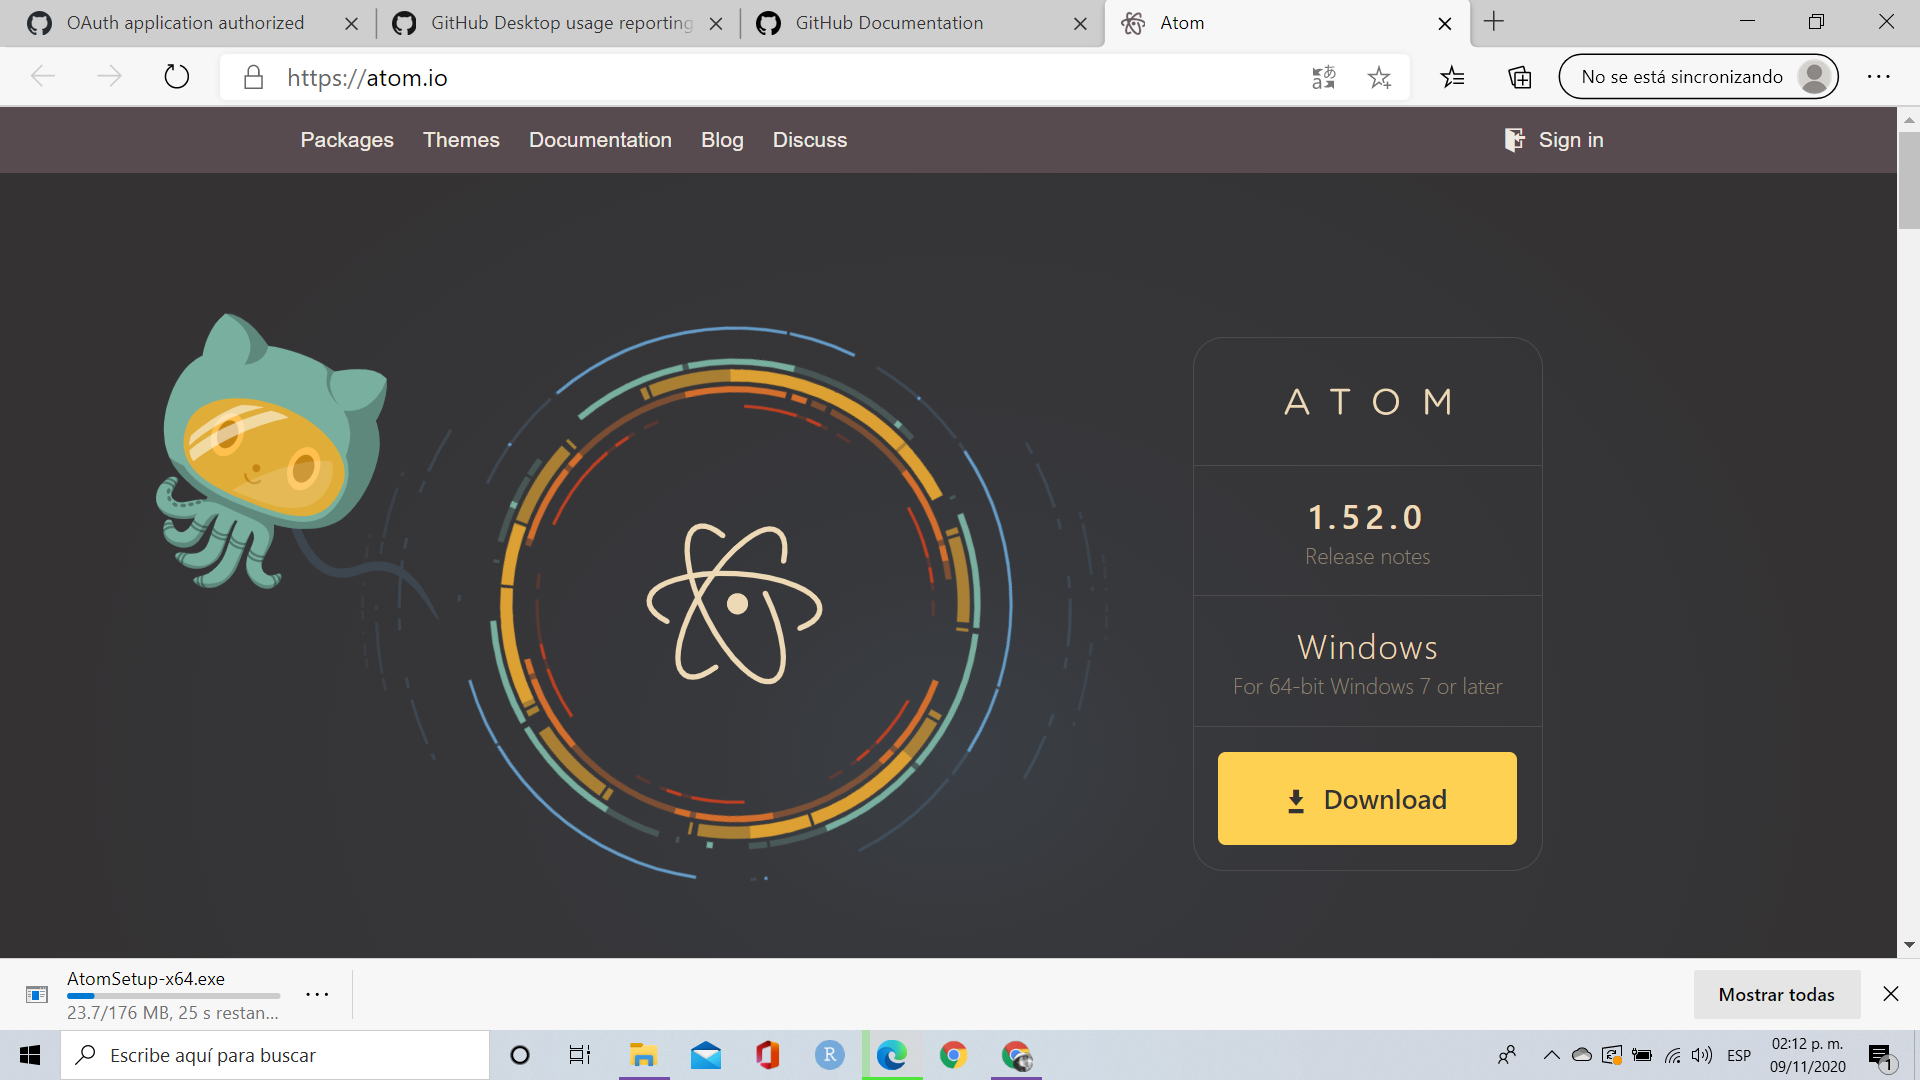 OAuth application authorized
GitHub Desktop usage reporting
GitHub Documentation
Atom
https://atom.io
No se está sincronizando
Packages
Themes
Documentation
Blog
Discuss
Sign in
ATOM
1.52.0
Release notes
Windows
For 64-bit Windows 7 or later
Download
AtomSetup-x64.exe
23.7/176 MB, 25 s restan...
Mostrar todas
Escribe aquí para buscar
R
ESP
02:12 p. m.
09/11/2020
1